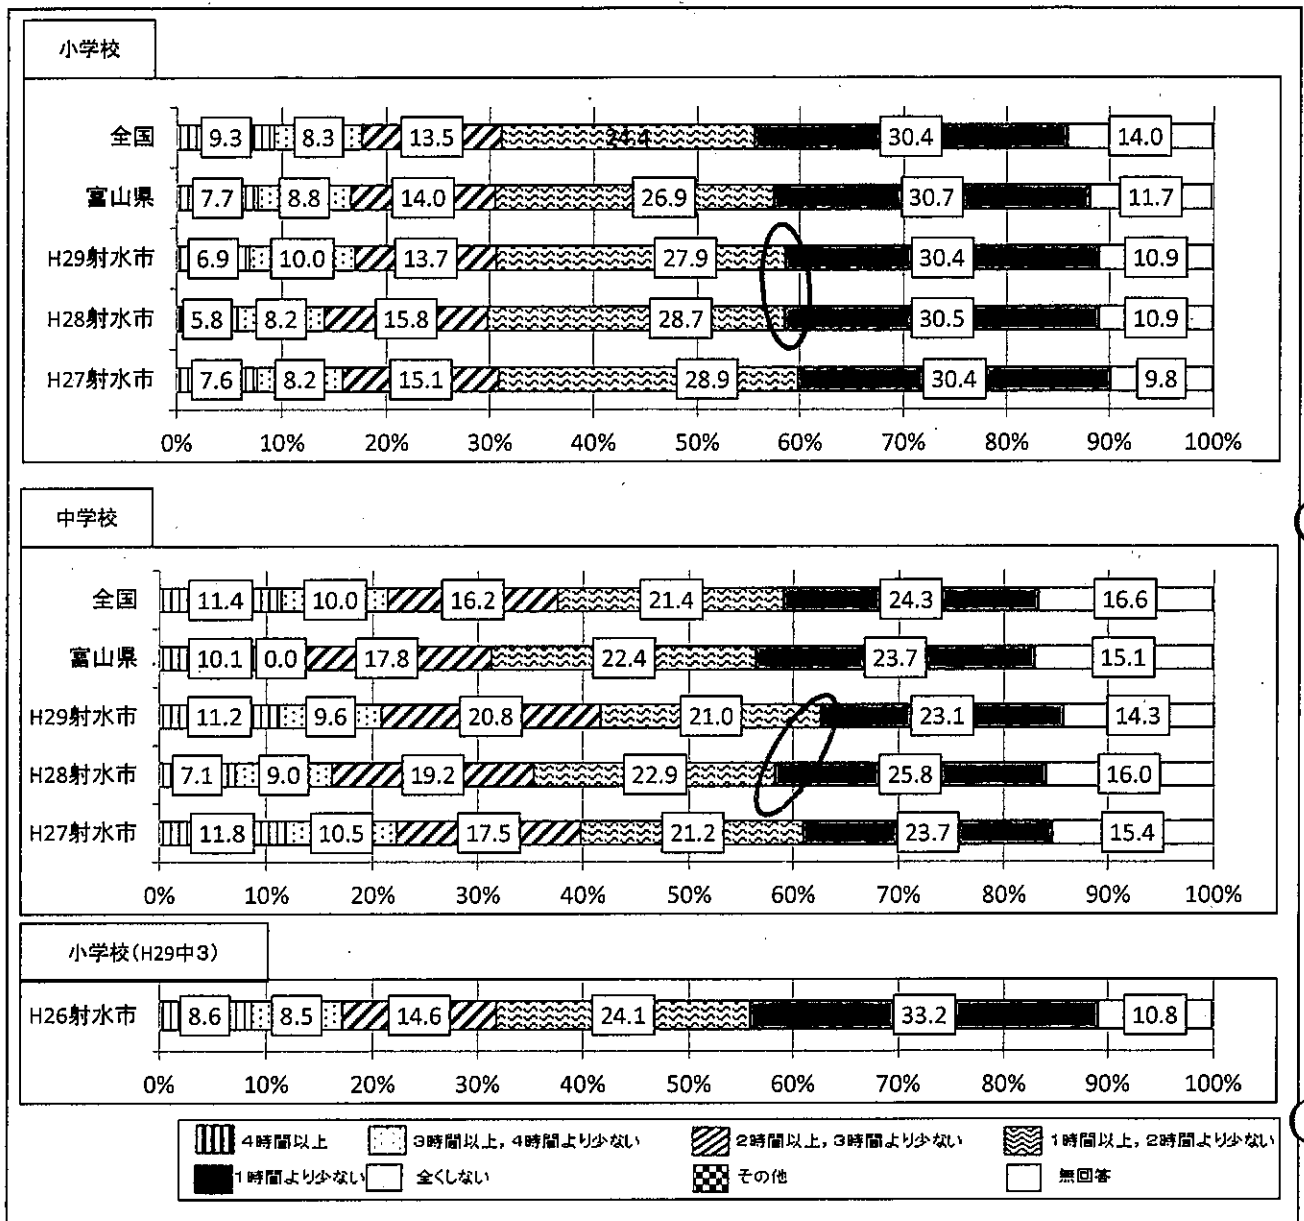 小学校
全国 9.3 8.3 13.5 24.4 30.4 14.0
富山県 7.7 8.8 14.0 26.9 30.7 11.7
H29射水市 6.9 10.0 13.7 27.9 30.4 10.9
H28射水市 5.8 8.2 15.8 28.7 30.5 10.9
H27射水市 7.6 8.2 15.1 28.9 30.4 9.8
0% 10% 20% 30% 40% 50% 60% 70% 80% 90% 100%
中学校
全国 11.4 10.0 16.2 21.4 24.3 16.6
富山県 10.1 0.0 17.8 22.4 23.7 15.1
H29射水市 11.2 9.6 20.8 21.0 23.1 14.3
H28射水市 7.1 9.0 19.2 22.9 25.8 16.0
H27射水市 11.8 10.5 17.5 21.2 23.7 15.4
0% 10% 20% 30% 40% 50% 60% 70% 80% 90% 100%
小学校(H29中3)
H26射水市 8.6 8.5 14.6 24.1 33.2 10.8
0% 10% 20% 30% 40% 50% 60% 70% 80% 90% 100%
4時間以上 3時間以上,4時間より少ない 2時間以上,3時間より少ない 1時間以上,2時間より少ない
1時間より少ない 全くしない その他 無回答